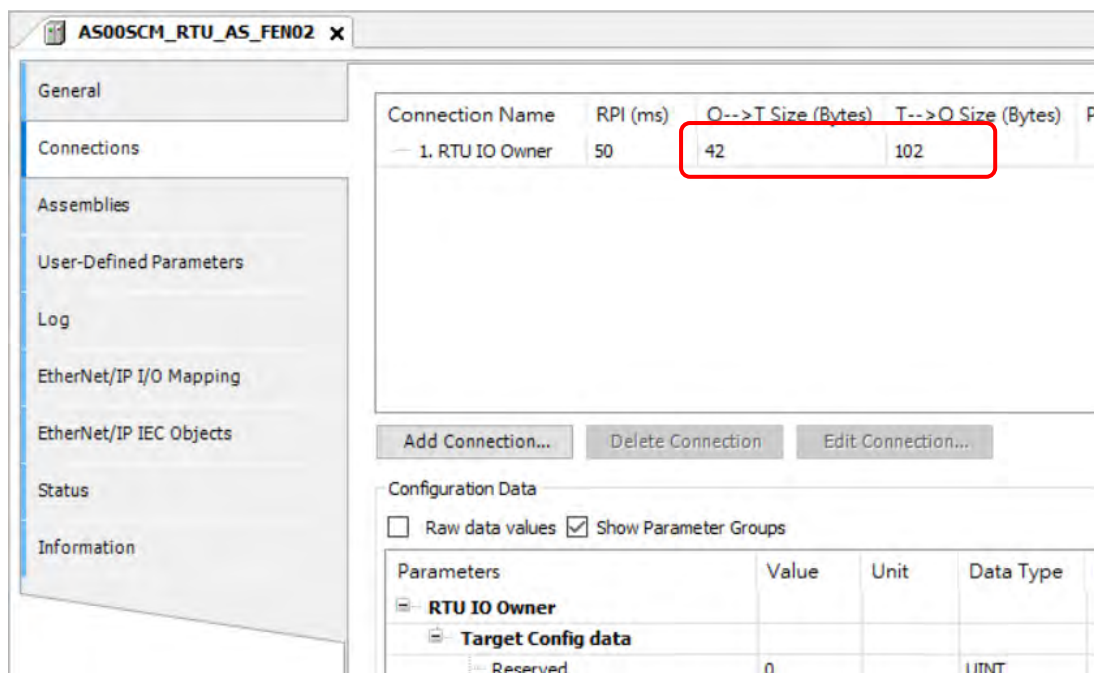 AS00SCM_RTU_AS_FEN02 x
General
Connections
Assemblies
User-Defined Parameters
Log
EtherNet/IP I/O Mapping
EtherNet/IP IEC Objects
Status
Information
Connection Name RPI (ms) O-->T Size (Bytes) T-->O Size (Bytes) P
1. RTU IO Owner 50 42 102
Add Connection... Delete Connection Edit Connection...
Configuration Data
Raw data values Show Parameter Groups
Parameters Value Unit Data Type
RTU IO Owner
Target Config data
Reserved 0 UINT